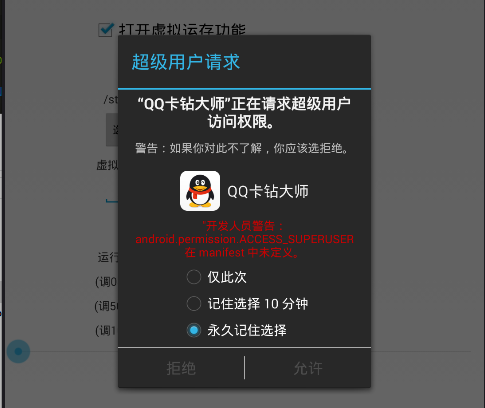 打开虚拟运存功能
超级用户请求
/st
“QQ卡钻大师”正在请求超级用户
访问权限。
警告：如果你对此不了解，你应该选拒绝。
虚拟
QQ卡钻大师
*开发人员警告：
android.permission.ACCESS_SUPERUSER
在 manifest 中未定义。
运行
仅此次
(调0
记住选择 10 分钟
(调50
永久记住选择
(调1
拒绝
允许